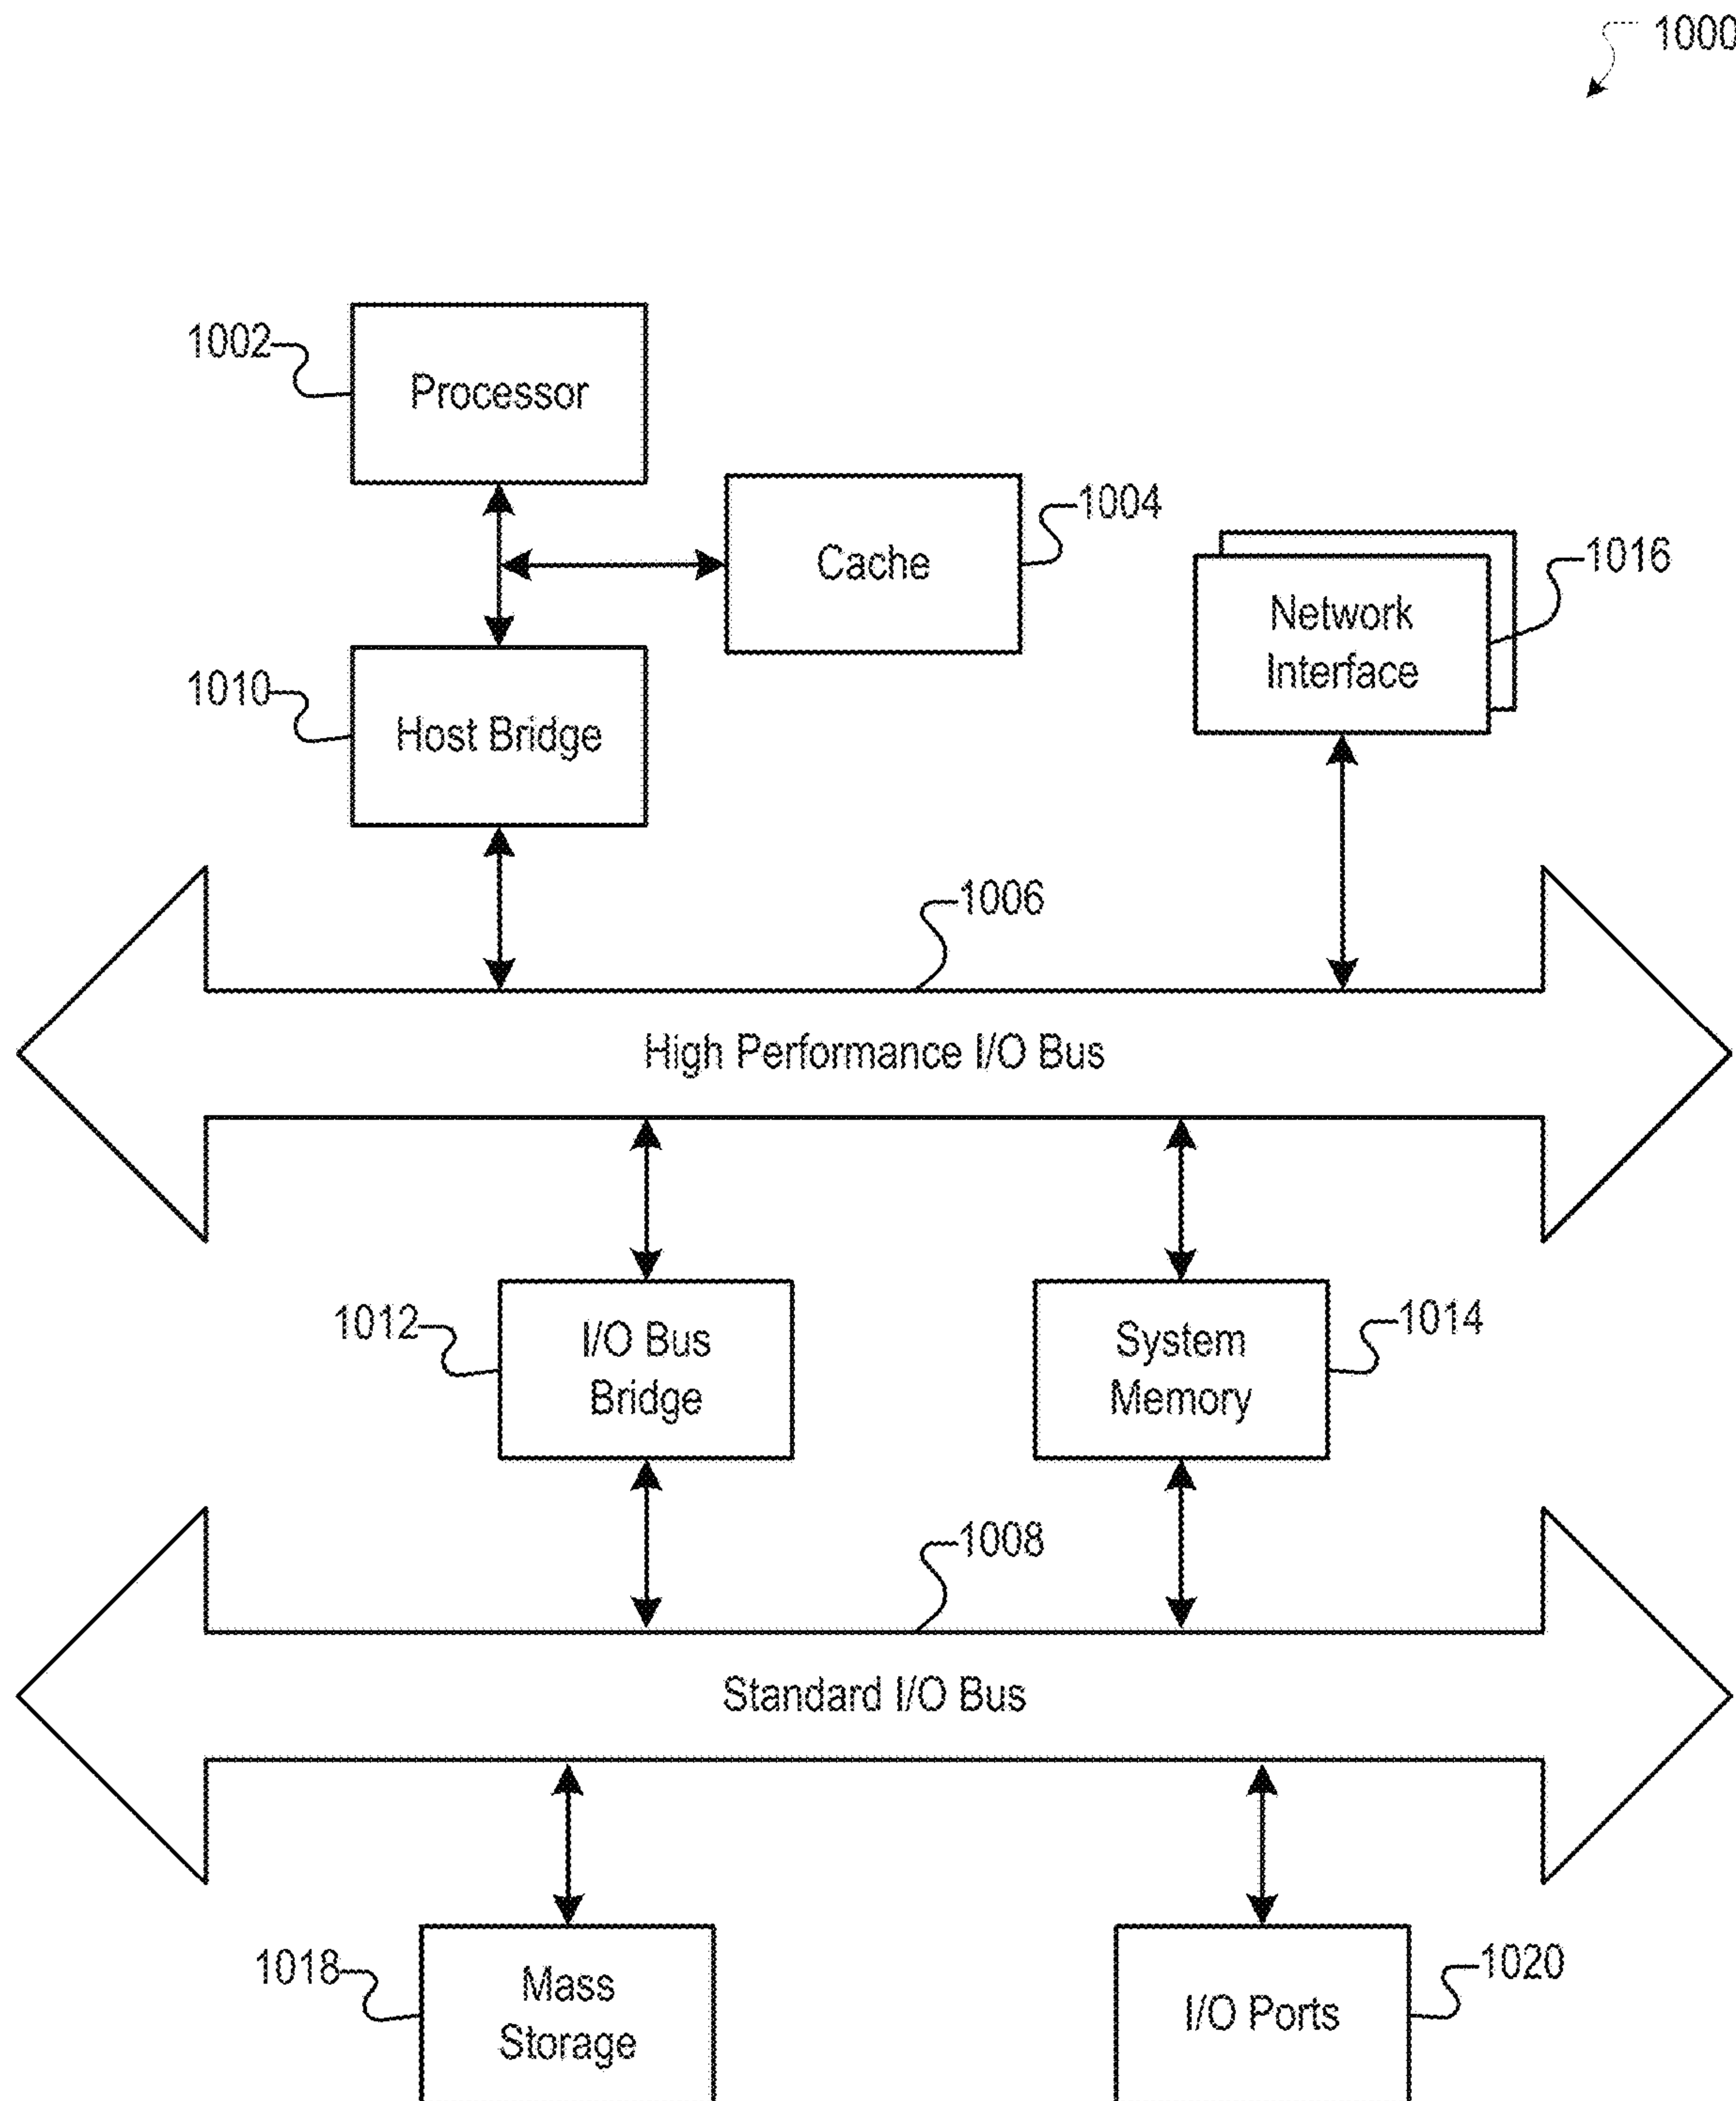 1000
1002
Processor
1004
Cache
1016
Network
Interface
1010
Host Bridge
1006
High Performance I/O Bus
1012
I/O Bus
Bridge
System
Memory
1014
1008
Standard I/O Bus
1018
Mass
Storage
I/O Ports
1020